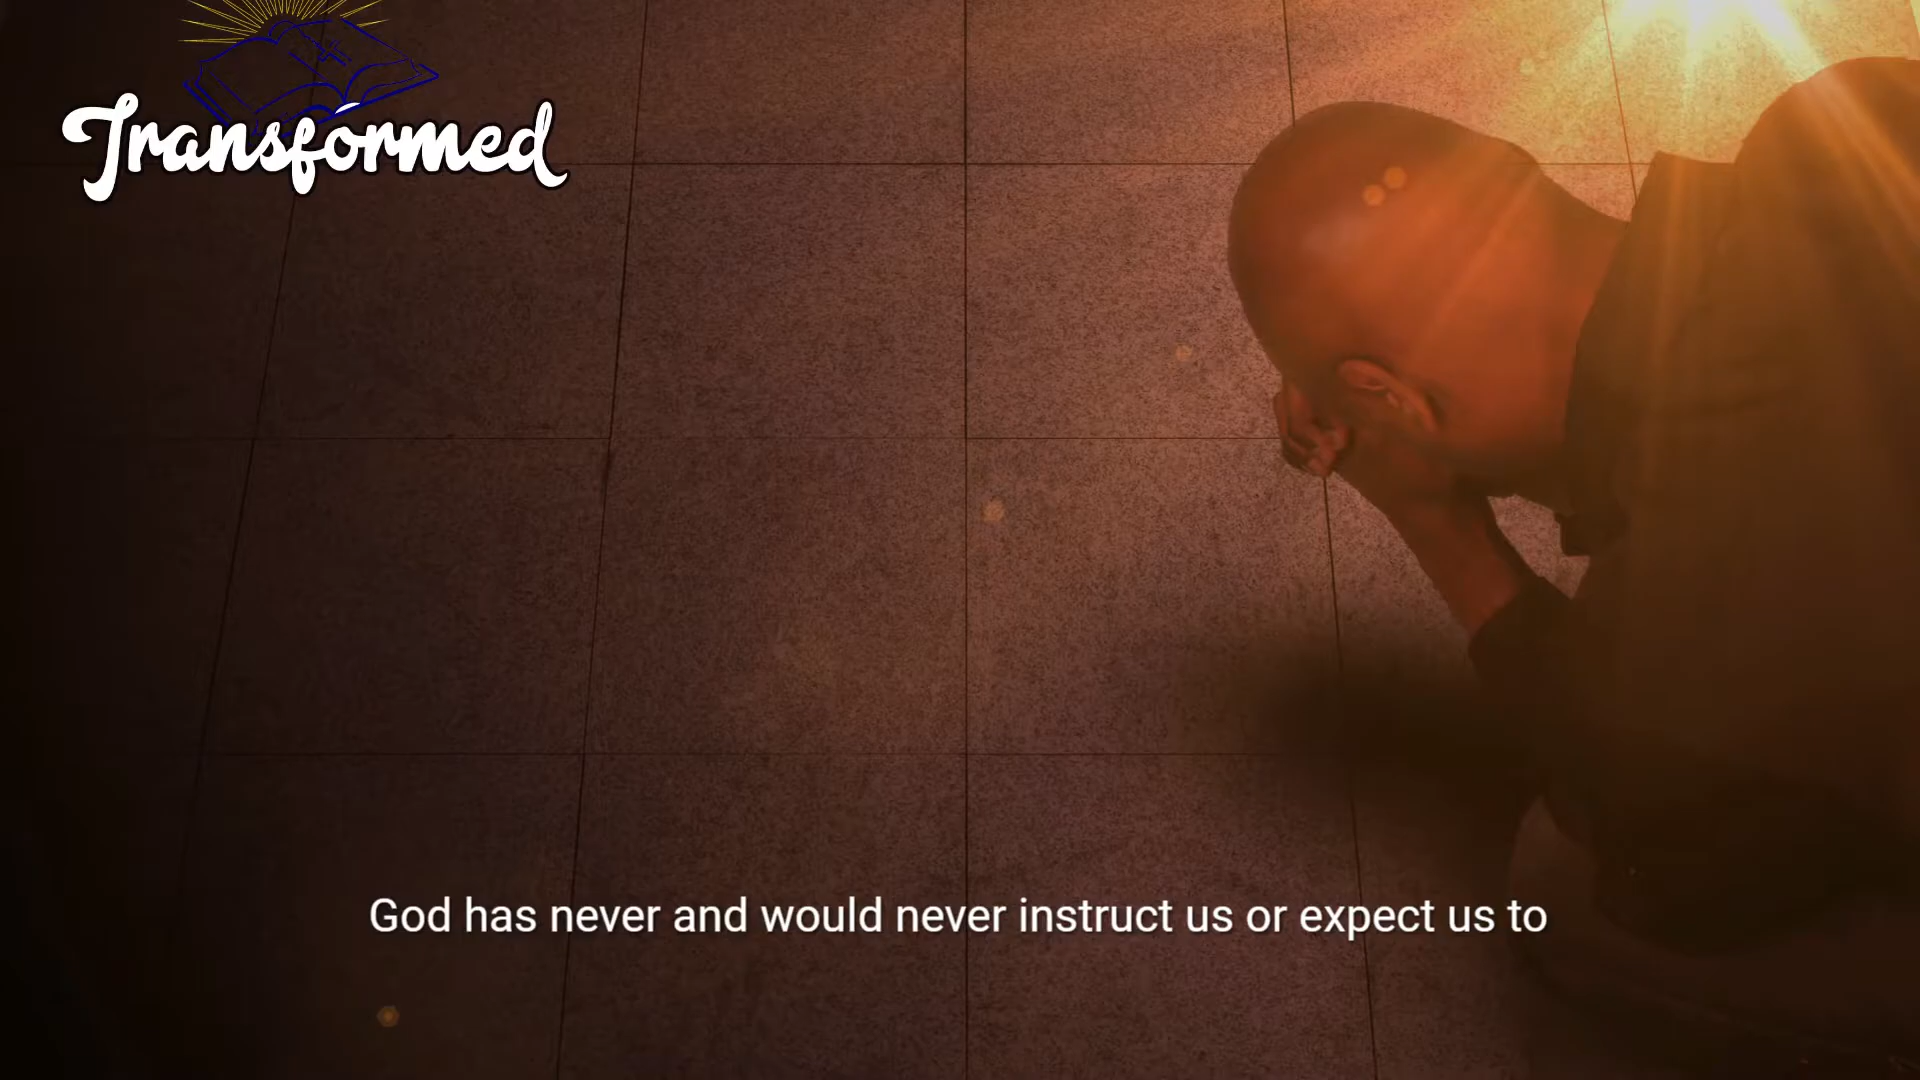 Transformed
God has never and would never instruct us or expect us to